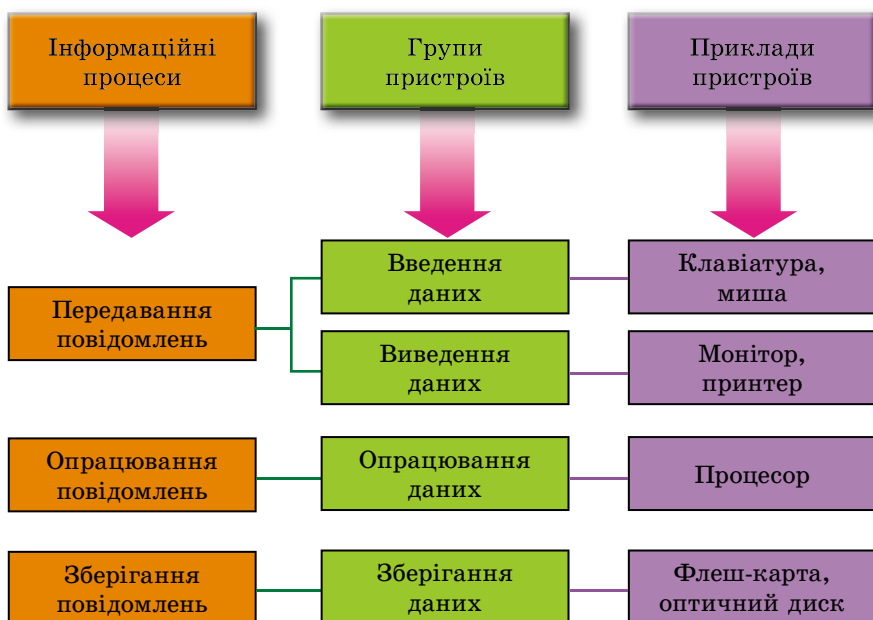 Інформаційні
процеси
Групи
пристроїв
Приклади
пристроїв
Передавання
повідомлень
Введення
даних
Клавіатура,
миша
Виведення
даних
Монітор,
принтер
Опрацювання
повідомлень
Опрацювання
даних
Процесор
Зберігання
повідомлень
Зберігання
даних
Флеш-карта,
оптичний диск